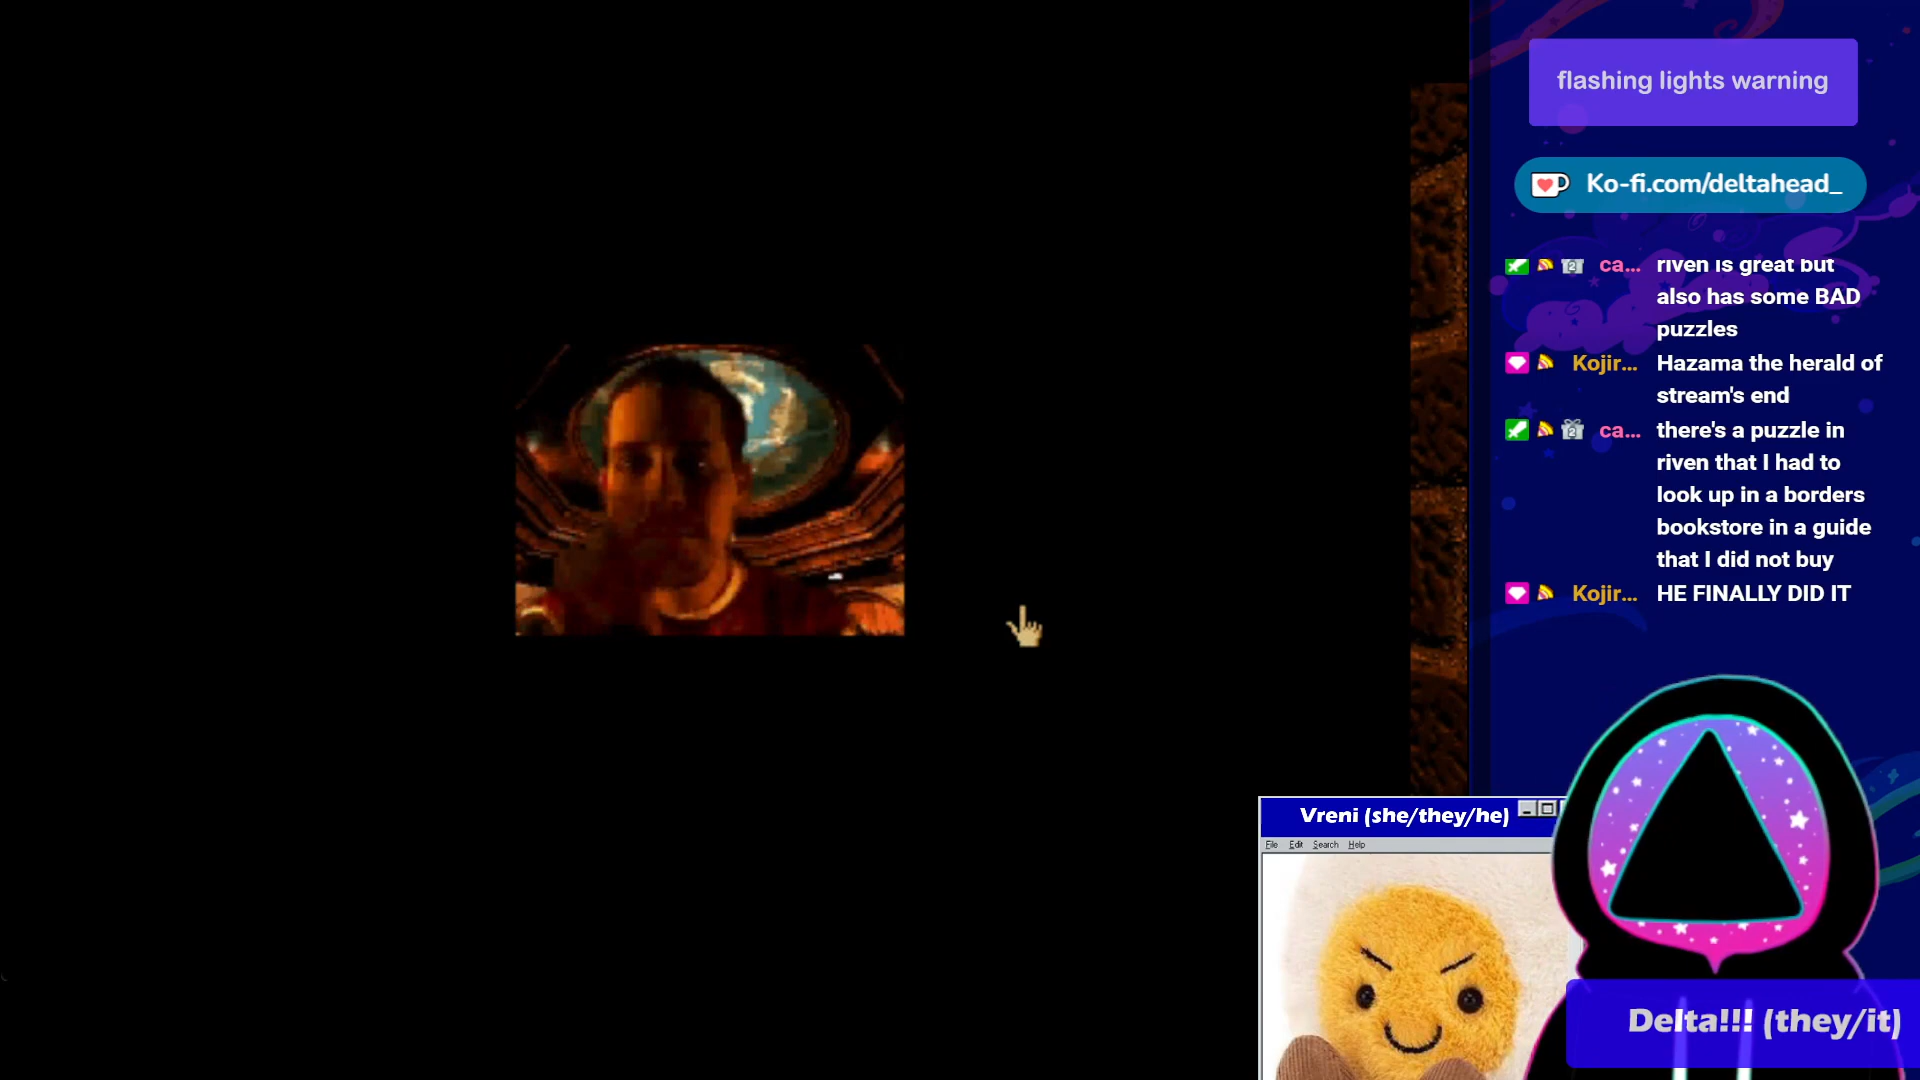 flashing lights warning
Ko-fi.com/deltahead_
ca... riven is great but
also has some BAD
puzzles
Kojir... Hazama the herald of
stream's end
ca... there's a puzzle in
riven that I had to
look up in a borders
bookstore in a guide
that I did not buy
Kojir... HE FINALLY DID IT
Vreni (she/they/he)
File Edit Search Help
Delta!!! (they/it)